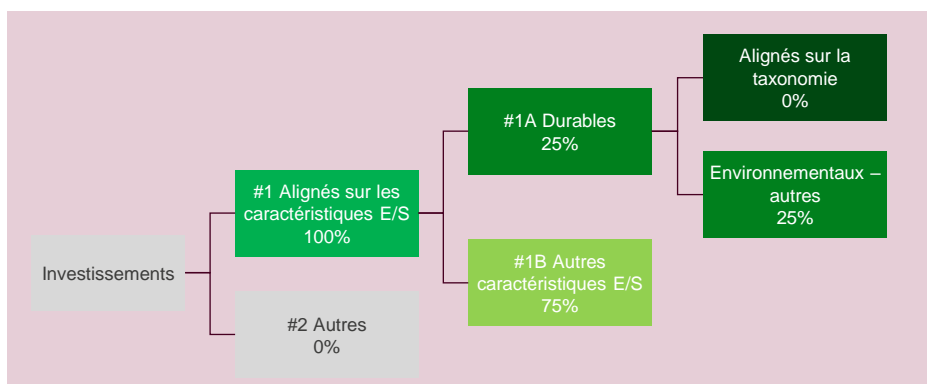 Investissements
#1 Alignés sur les
caractéristiques E/S
100%
#2 Autres
0%
#1A Durables
25%
#1B Autres
caractéristiques E/S
75%
Alignés sur la
taxonomie
0%
Environnementaux –
autres
25%